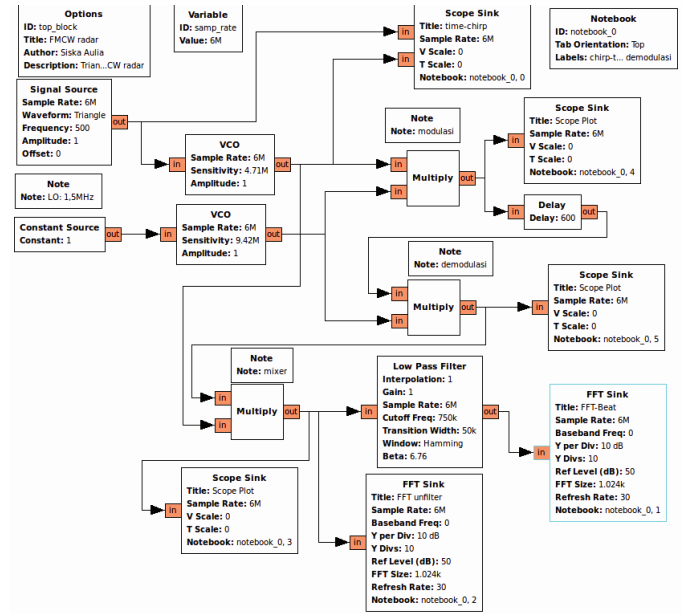 Options
ID: top_block
Title: FMCW radar
Author: Siska Aulia
Description: Trian...CW radar
Variable
ID: samp_rate
Value: 6M
Scope Sink
Title: time-chirp
Sample Rate: 6M
V Scale: 0
T Scale: 0
Notebook: notebook_0, 0
in
in
Notebook
ID: notebook_0
Tab Orientation: Top
Labels: chirp-t... demodulasi
Signal Source
Sample Rate: 6M
Waveform: Triangle
Frequency: 500
Amplitude: 1
Offset: 0
out
VCO
Sample Rate: 6M
Sensitivity: 4.71M
Amplitude: 1
in
out
Note
Note: modulasi
Multiply
in
in
out
Scope Sink
Title: Scope Plot
Sample Rate: 6M
V Scale: 0
T Scale: 0
Notebook: notebook_0, 4
in
Note
Note: LO: 1,5MHz
Constant Source
Constant: 1
out
VCO
Sample Rate: 6M
Sensitivity: 9.42M
Amplitude: 1
in
out
Delay
Delay: 600
in
out
Note
Note: demodulasi
Multiply
in
in
out
Scope Sink
Title: Scope Plot
Sample Rate: 6M
V Scale: 0
T Scale: 0
Notebook: notebook_0, 5
in
Note
Note: mixer
Multiply
in
in
out
Low Pass Filter
Interpolation: 1
Gain: 1
Sample Rate: 6M
Cutoff Freq: 750k
Transition Width: 50k
Window: Hamming
Beta: 6.76
in
out
FFT Sink
Title: FFT-Beat
Sample Rate: 6M
Baseband Freq: 0
Y per Div: 10 dB
Y Divs: 10
Ref Level (dB): 50
FFT Size: 1.024k
Refresh Rate: 30
Notebook: notebook_0, 1
in
Scope Sink
Title: Scope Plot
Sample Rate: 6M
V Scale: 0
T Scale: 0
Notebook: notebook_0, 3
in
FFT Sink
Title: FFT unfilter
Sample Rate: 6M
Baseband Freq: 0
Y per Div: 10 dB
Y Divs: 10
Ref Level (dB): 50
FFT Size: 1.024k
Refresh Rate: 30
Notebook: notebook_0, 2
in